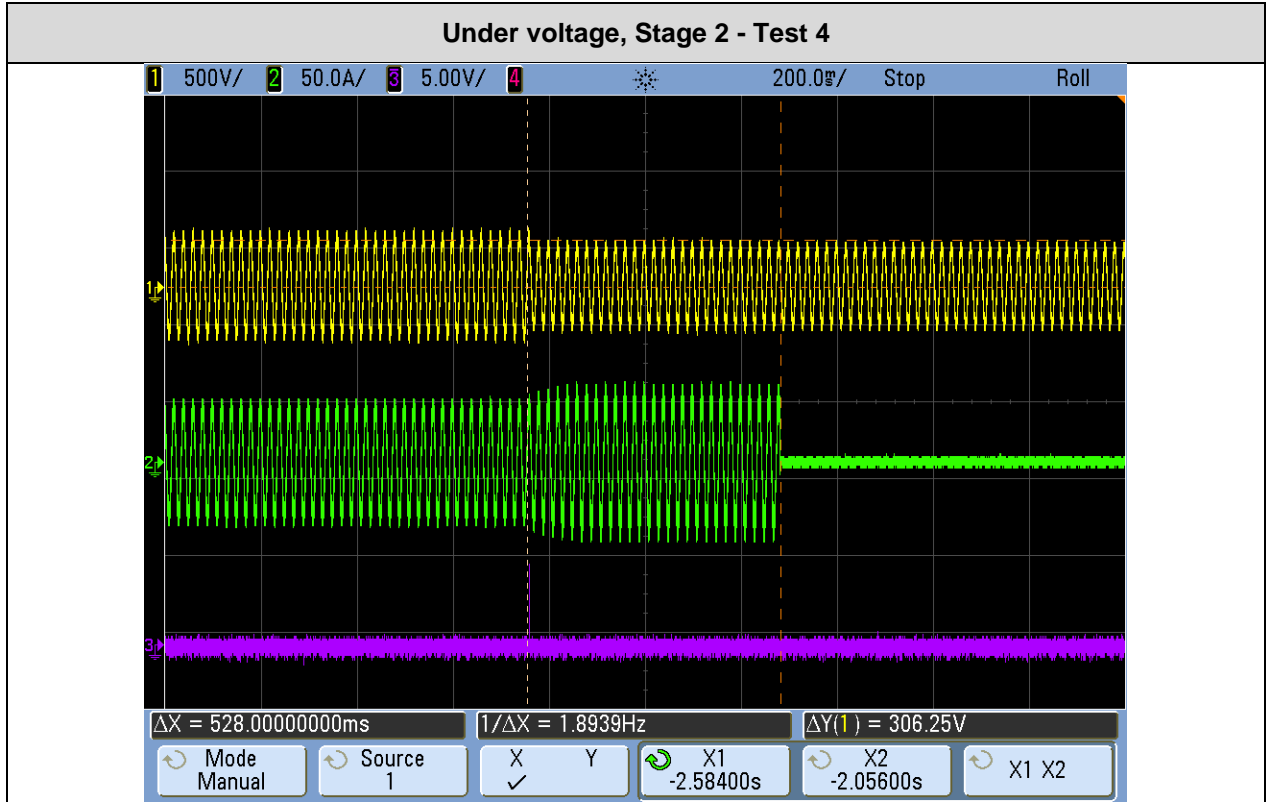 Under voltage, Stage 2 - Test 4
1 500V/ 2 50.0A/ 3 5.00V/ 4 200.0ms/ Stop Roll
1
2
3
ΔX = 528.00000000ms 1/ΔX = 1.8939Hz ΔY(1) = 306.25V
Mode Source X Y X1 X2 X1 X2
Manual 1 ✓ -2.58400s -2.05600s